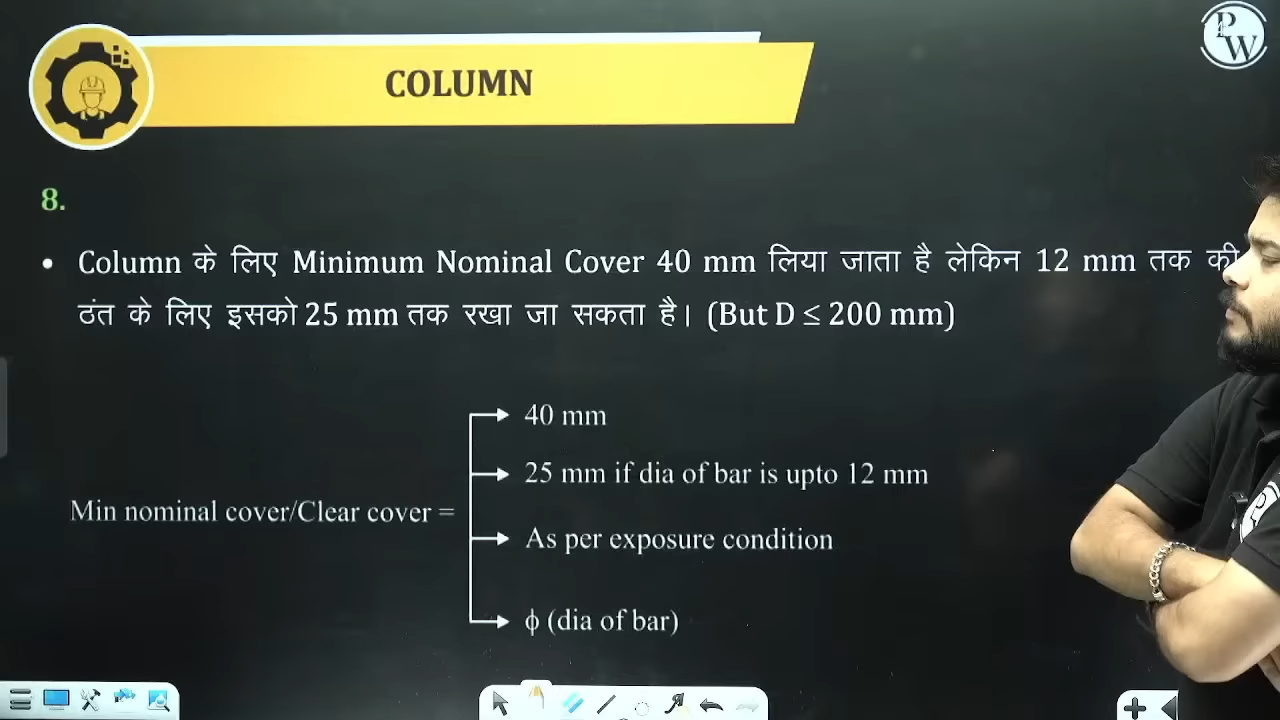 COLUMN
PW
8.
• Column के लिए Minimum Nominal Cover 40 mm लिया जाता है लेकिन 12 mm तक की
ठंत के लिए इसको 25 mm तक रखा जा सकता है। (But D ≤ 200 mm)
40 mm
25 mm if dia of bar is upto 12 mm
Min nominal cover/Clear cover =
As per exposure condition
ϕ (dia of bar)